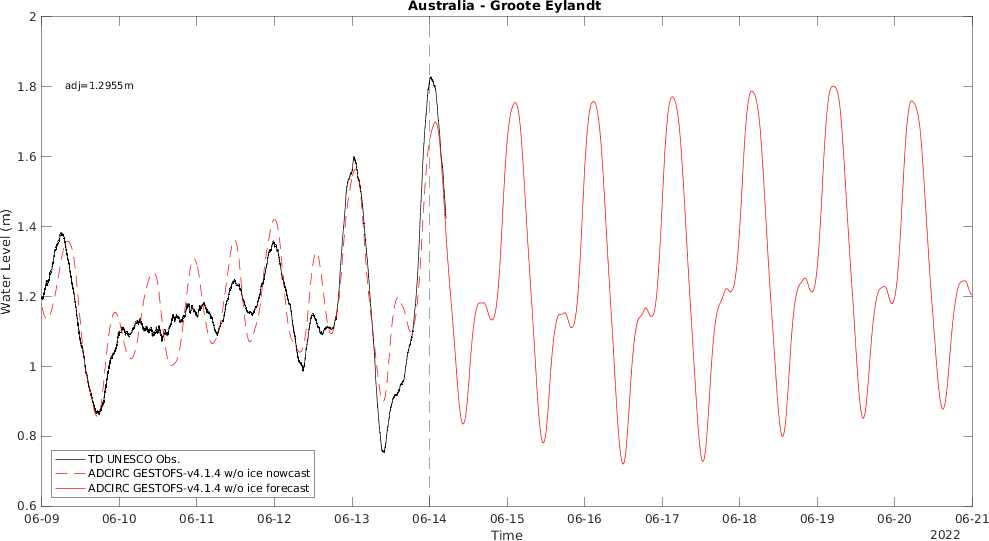 Australia - Groote Eylandt
adj=1.2955m
2
1.8
1.6
1.4
1.2
1
0.8
0.6
Water Level (m)
TD UNESCO Obs.
ADCIRC GESTOFS-v4.1.4 w/o ice nowcast
ADCIRC GESTOFS-v4.1.4 w/o ice forecast
06-09 06-10 06-11 06-12 06-13 06-14 06-15 06-16 06-17 06-18 06-19 06-20 06-21
Time
2022